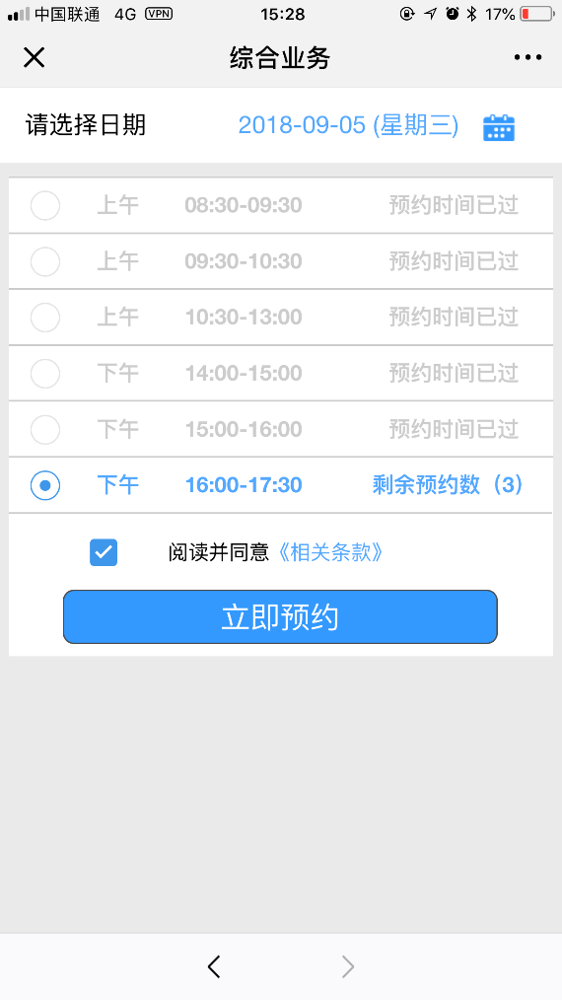 中国联通 4G VPN 15:28 17%
综合业务
请选择日期 2018-09-05 (星期三)
上午 08:30-09:30 预约时间已过
上午 09:30-10:30 预约时间已过
上午 10:30-13:00 预约时间已过
下午 14:00-15:00 预约时间已过
下午 15:00-16:00 预约时间已过
下午 16:00-17:30 剩余预约数（3）
阅读并同意《相关条款》
立即预约